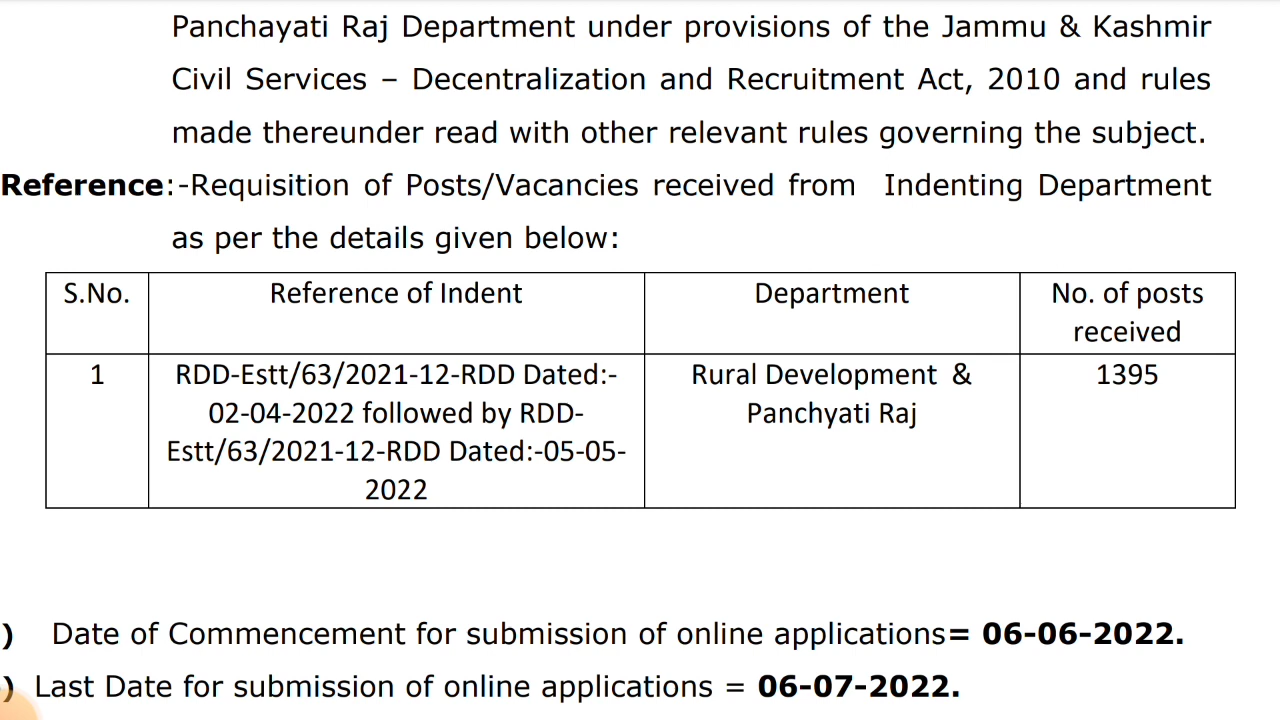 Panchayati Raj Department under provisions of the Jammu & Kashmir
Civil Services – Decentralization and Recruitment Act, 2010 and rules
made thereunder read with other relevant rules governing the subject.
Reference:-Requisition of Posts/Vacancies received from Indenting Department
as per the details given below:
S.No. Reference of Indent Department No. of posts
received
1 RDD-Estt/63/2021-12-RDD Dated:- Rural Development & 1395
02-04-2022 followed by RDD- Panchyati Raj
Estt/63/2021-12-RDD Dated:-05-05-
2022
) Date of Commencement for submission of online applications= 06-06-2022.
) Last Date for submission of online applications = 06-07-2022.